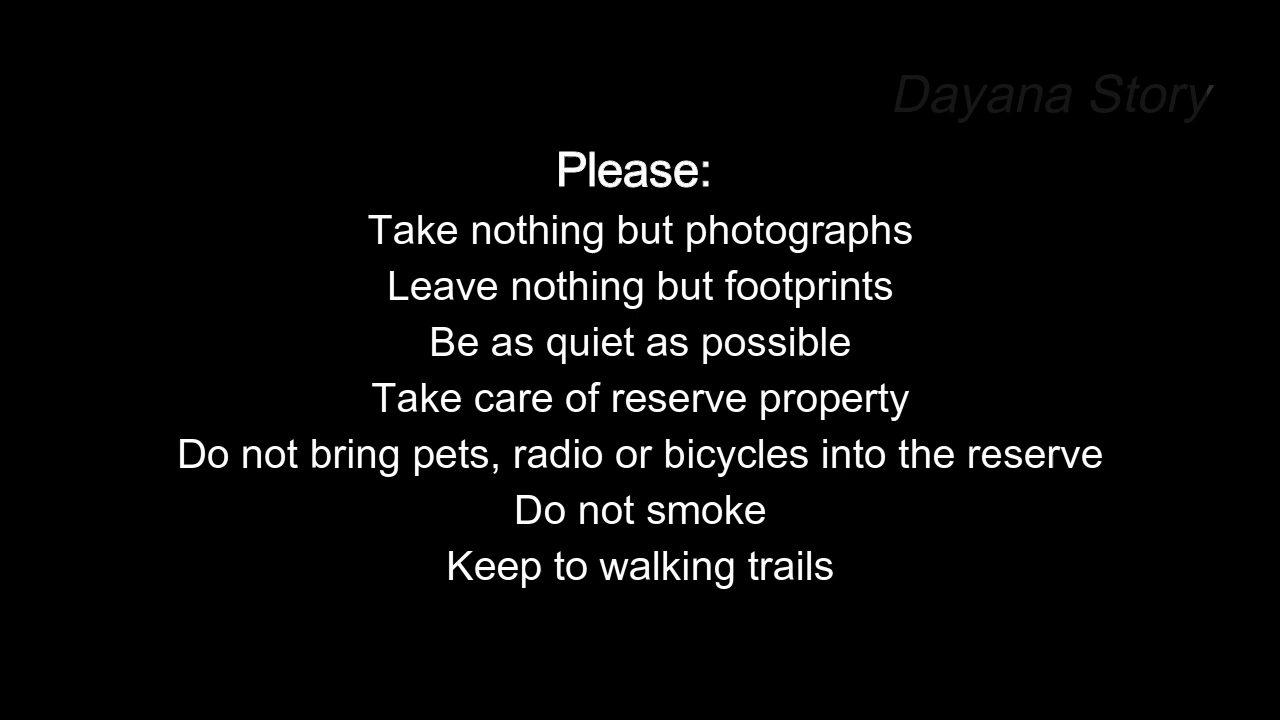 Dayana Story
Please:
Take nothing but photographs
Leave nothing but footprints
Be as quiet as possible
Take care of reserve property
Do not bring pets, radio or bicycles into the reserve
Do not smoke
Keep to walking trails